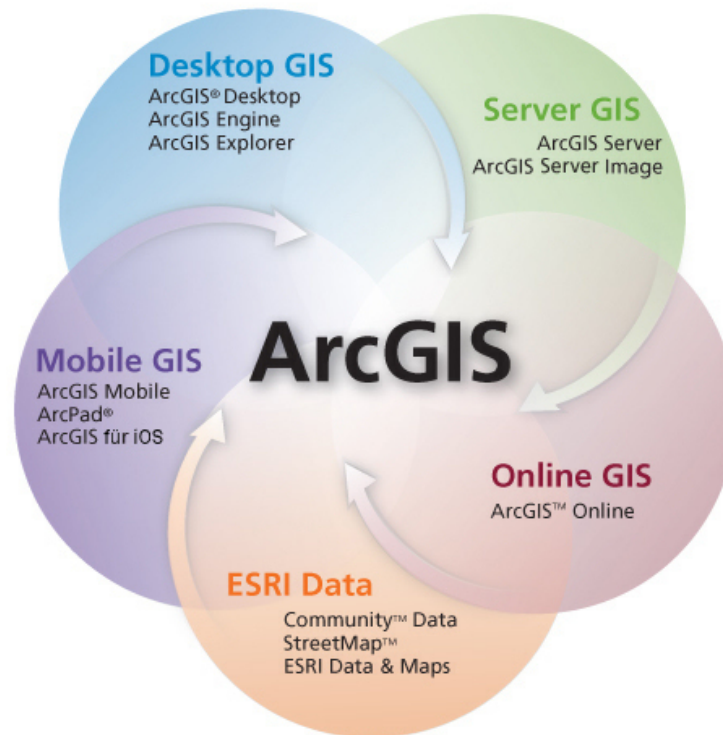 Desktop GIS
ArcGIS® Desktop
ArcGIS Engine
ArcGIS Explorer
Server GIS
ArcGIS Server
ArcGIS Server Image
ArcGIS
Mobile GIS
ArcGIS Mobile
ArcPad®
ArcGIS für iOS
Online GIS
ArcGIS™ Online
ESRI Data
Community™ Data
StreetMap™
ESRI Data & Maps